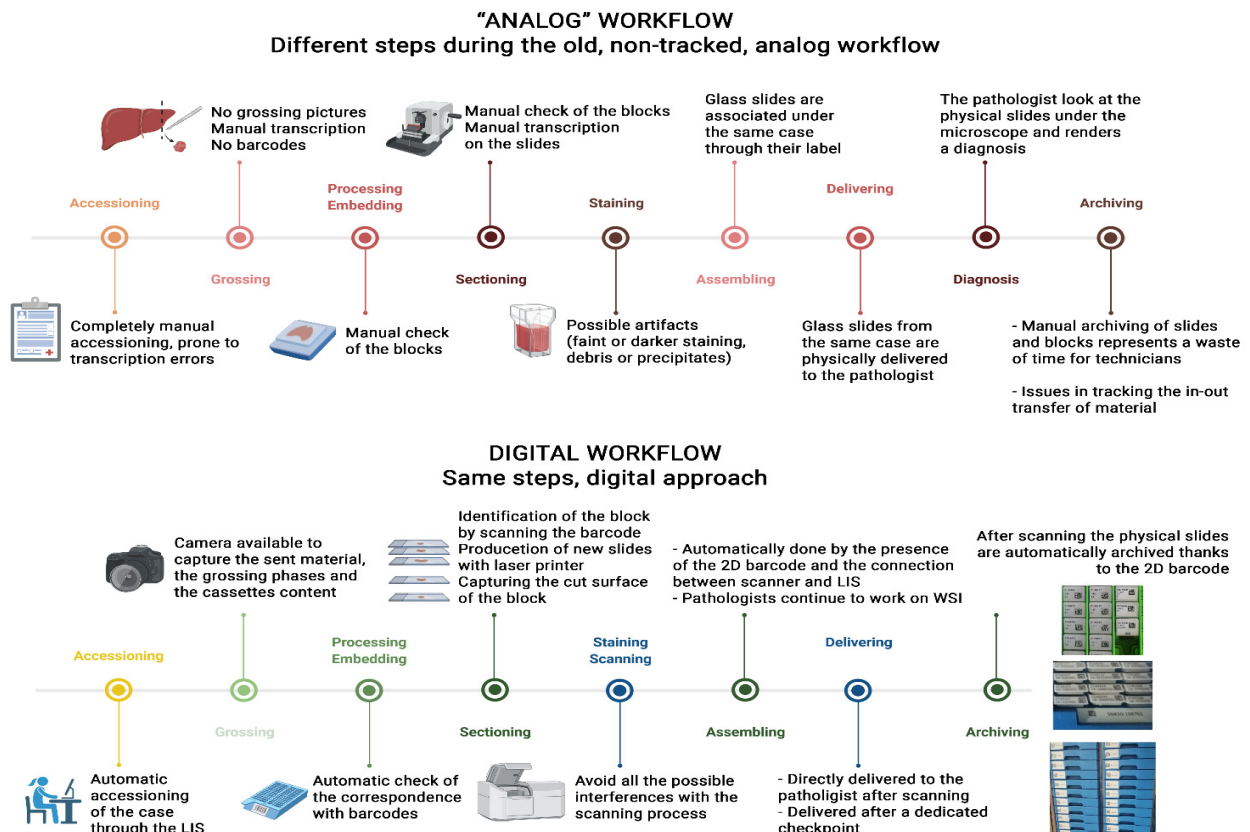 “ANALOG” WORKFLOW
Different steps during the old, non-tracked, analog workflow
No grossing pictures
Manual transcription
No barcodes
Manual check of the blocks
Manual transcription
on the slides
Glass slides are
associated under
the same case
through their label
The pathologist look at the
physical slides under the
microscope and renders
a diagnosis
Accessioning
Processing
Embedding
Staining
Delivering
Archiving
Grossing
Sectioning
Assembling
Diagnosis
Completely manual
accessioning, prone to
transcription errors
Manual check
of the blocks
Possible artifacts
(faint or darker staining,
debris or precipitates)
Glass slides from
the same case are
physically delivered
to the pathologist
- Manual archiving of slides
and blocks represents a waste
of time for technicians
- Issues in tracking the in-out
transfer of material
DIGITAL WORKFLOW
Same steps, digital approach
Camera available to
capture the sent material,
the grossing phases and
the cassettes content
Identification of the block
by scanning the barcode
Producetion of new slides
with laser printer
Capturing the cut surface
of the block
- Automatically done by the presence
of the 2D barcode and the connection
between scanner and LIS
- Pathologists continue to work on WSI
After scanning the physical slides
are automatically archived thanks
to the 2D barcode
Accessioning
Processing
Embedding
Staining
Scanning
Delivering
Grossing
Sectioning
Assembling
Archiving
Automatic
accessioning
of the case
through the LIS
Automatic check of
the correspondence
with barcodes
Avoid all the possible
interferences with the
scanning process
- Directly delivered to the
patholigist after scanning
- Delivered after a dedicated
checkpoint